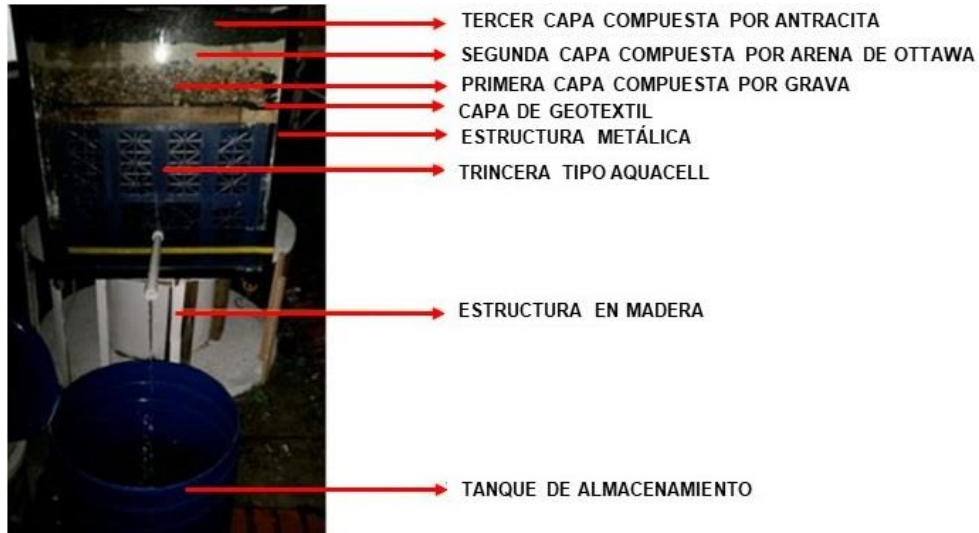 TERCER CAPA COMPUESTA POR ANTRACITA
SEGUNDA CAPA COMPUESTA POR ARENA DE OTTAWA
PRIMERA CAPA COMPUESTA POR GRAVA
CAPA DE GEOTEXTIL
ESTRUCTURA METÁLICA
TRINCERA TIPO AQUACELL
ESTRUCTURA EN MADERA
TANQUE DE ALMACENAMIENTO